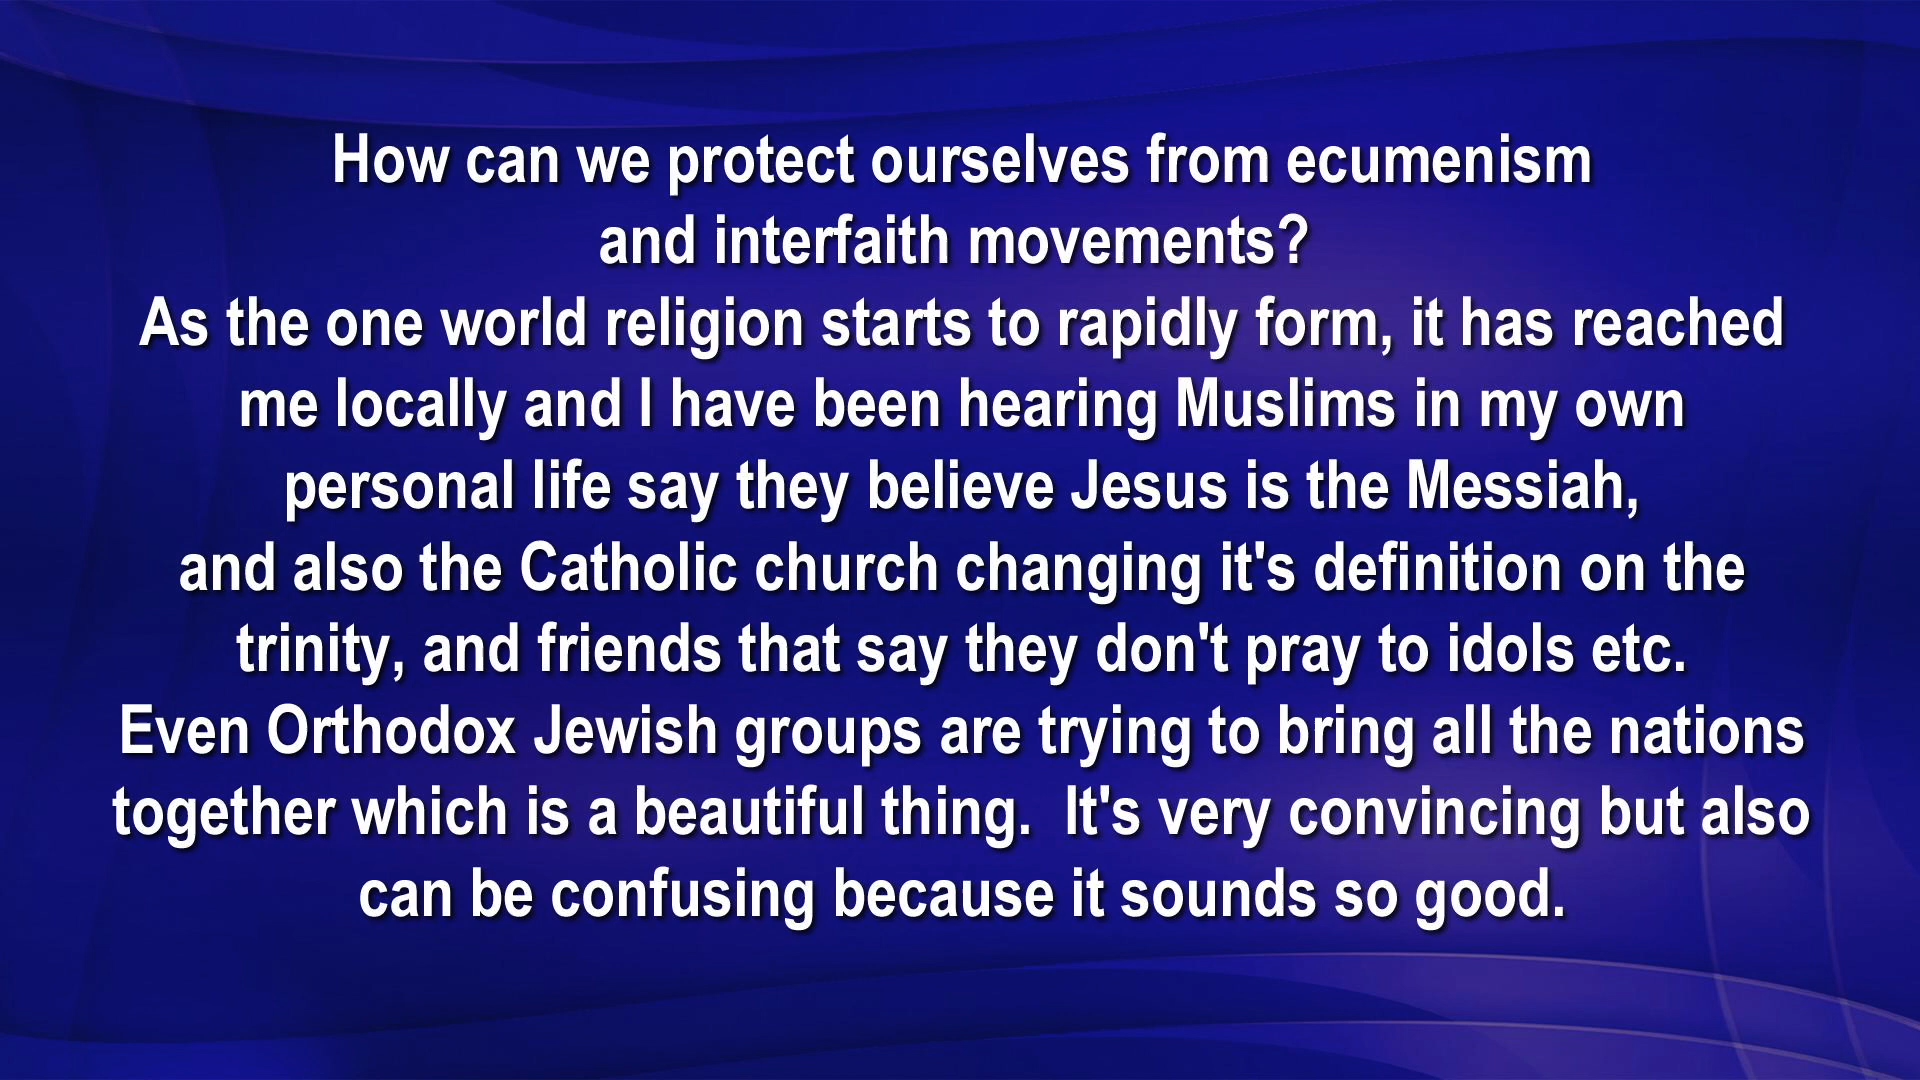 How can we protect ourselves from ecumenism
and interfaith movements?
As the one world religion starts to rapidly form, it has reached
me locally and I have been hearing Muslims in my own
personal life say they believe Jesus is the Messiah,
and also the Catholic church changing it's definition on the
trinity, and friends that say they don't pray to idols etc.
Even Orthodox Jewish groups are trying to bring all the nations
together which is a beautiful thing.  It's very convincing but also
can be confusing because it sounds so good.